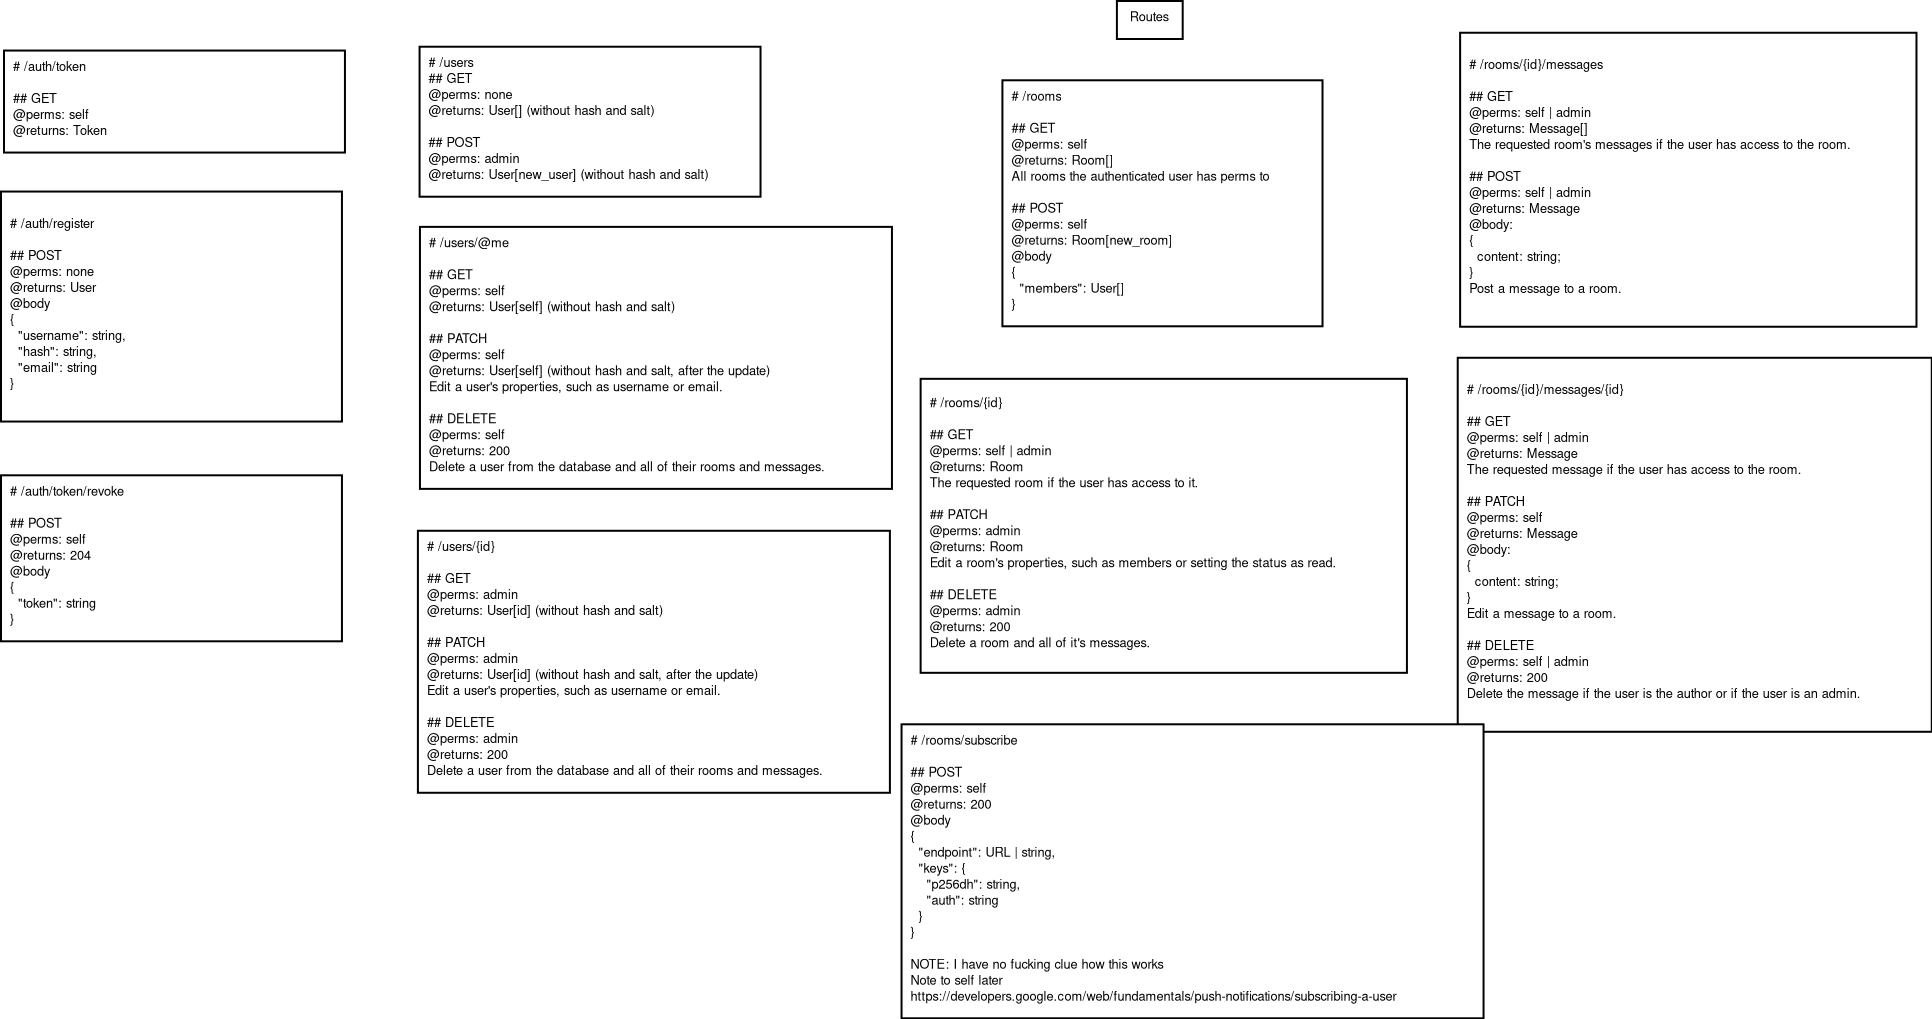 Routes
# /auth/token
## GET
@perms: self
@returns: Token
# /auth/register
## POST
@perms: none
@returns: User
@body
{
  "username": string,
  "hash": string,
  "email": string
}
# /auth/token/revoke
## POST
@perms: self
@returns: 204
@body
{
  "token": string
}
# /users
## GET
@perms: none
@returns: User[] (without hash and salt)
## POST
@perms: admin
@returns: User[new_user] (without hash and salt)
# /users/@me
## GET
@perms: self
@returns: User[self] (without hash and salt)
## PATCH
@perms: self
@returns: User[self] (without hash and salt, after the update)
Edit a user's properties, such as username or email.
## DELETE
@perms: self
@returns: 200
Delete a user from the database and all of their rooms and messages.
# /users/{id}
## GET
@perms: admin
@returns: User[id] (without hash and salt)
## PATCH
@perms: admin
@returns: User[id] (without hash and salt, after the update)
Edit a user's properties, such as username or email.
## DELETE
@perms: admin
@returns: 200
Delete a user from the database and all of their rooms and messages.
# /rooms
## GET
@perms: self
@returns: Room[]
All rooms the authenticated user has perms to
## POST
@perms: self
@returns: Room[new_room]
@body
{
  "members": User[]
}
# /rooms/{id}
## GET
@perms: self | admin
@returns: Room
The requested room if the user has access to it.
## PATCH
@perms: admin
@returns: Room
Edit a room's properties, such as members or setting the status as read.
## DELETE
@perms: admin
@returns: 200
Delete a room and all of it's messages.
# /rooms/subscribe
## POST
@perms: self
@returns: 200
@body
{
  "endpoint": URL | string,
  "keys": {
    "p256dh": string,
    "auth": string
  }
}
NOTE: I have no fucking clue how this works
Note to self later
https://developers.google.com/web/fundamentals/push-notifications/subscribing-a-user
# /rooms/{id}/messages
## GET
@perms: self | admin
@returns: Message[]
The requested room's messages if the user has access to the room.
## POST
@perms: self | admin
@returns: Message
@body:
{
  content: string;
}
Post a message to a room.
# /rooms/{id}/messages/{id}
## GET
@perms: self | admin
@returns: Message
The requested message if the user has access to the room.
## PATCH
@perms: self
@returns: Message
@body:
{
  content: string;
}
Edit a message to a room.
## DELETE
@perms: self | admin
@returns: 200
Delete the message if the user is the author or if the user is an admin.